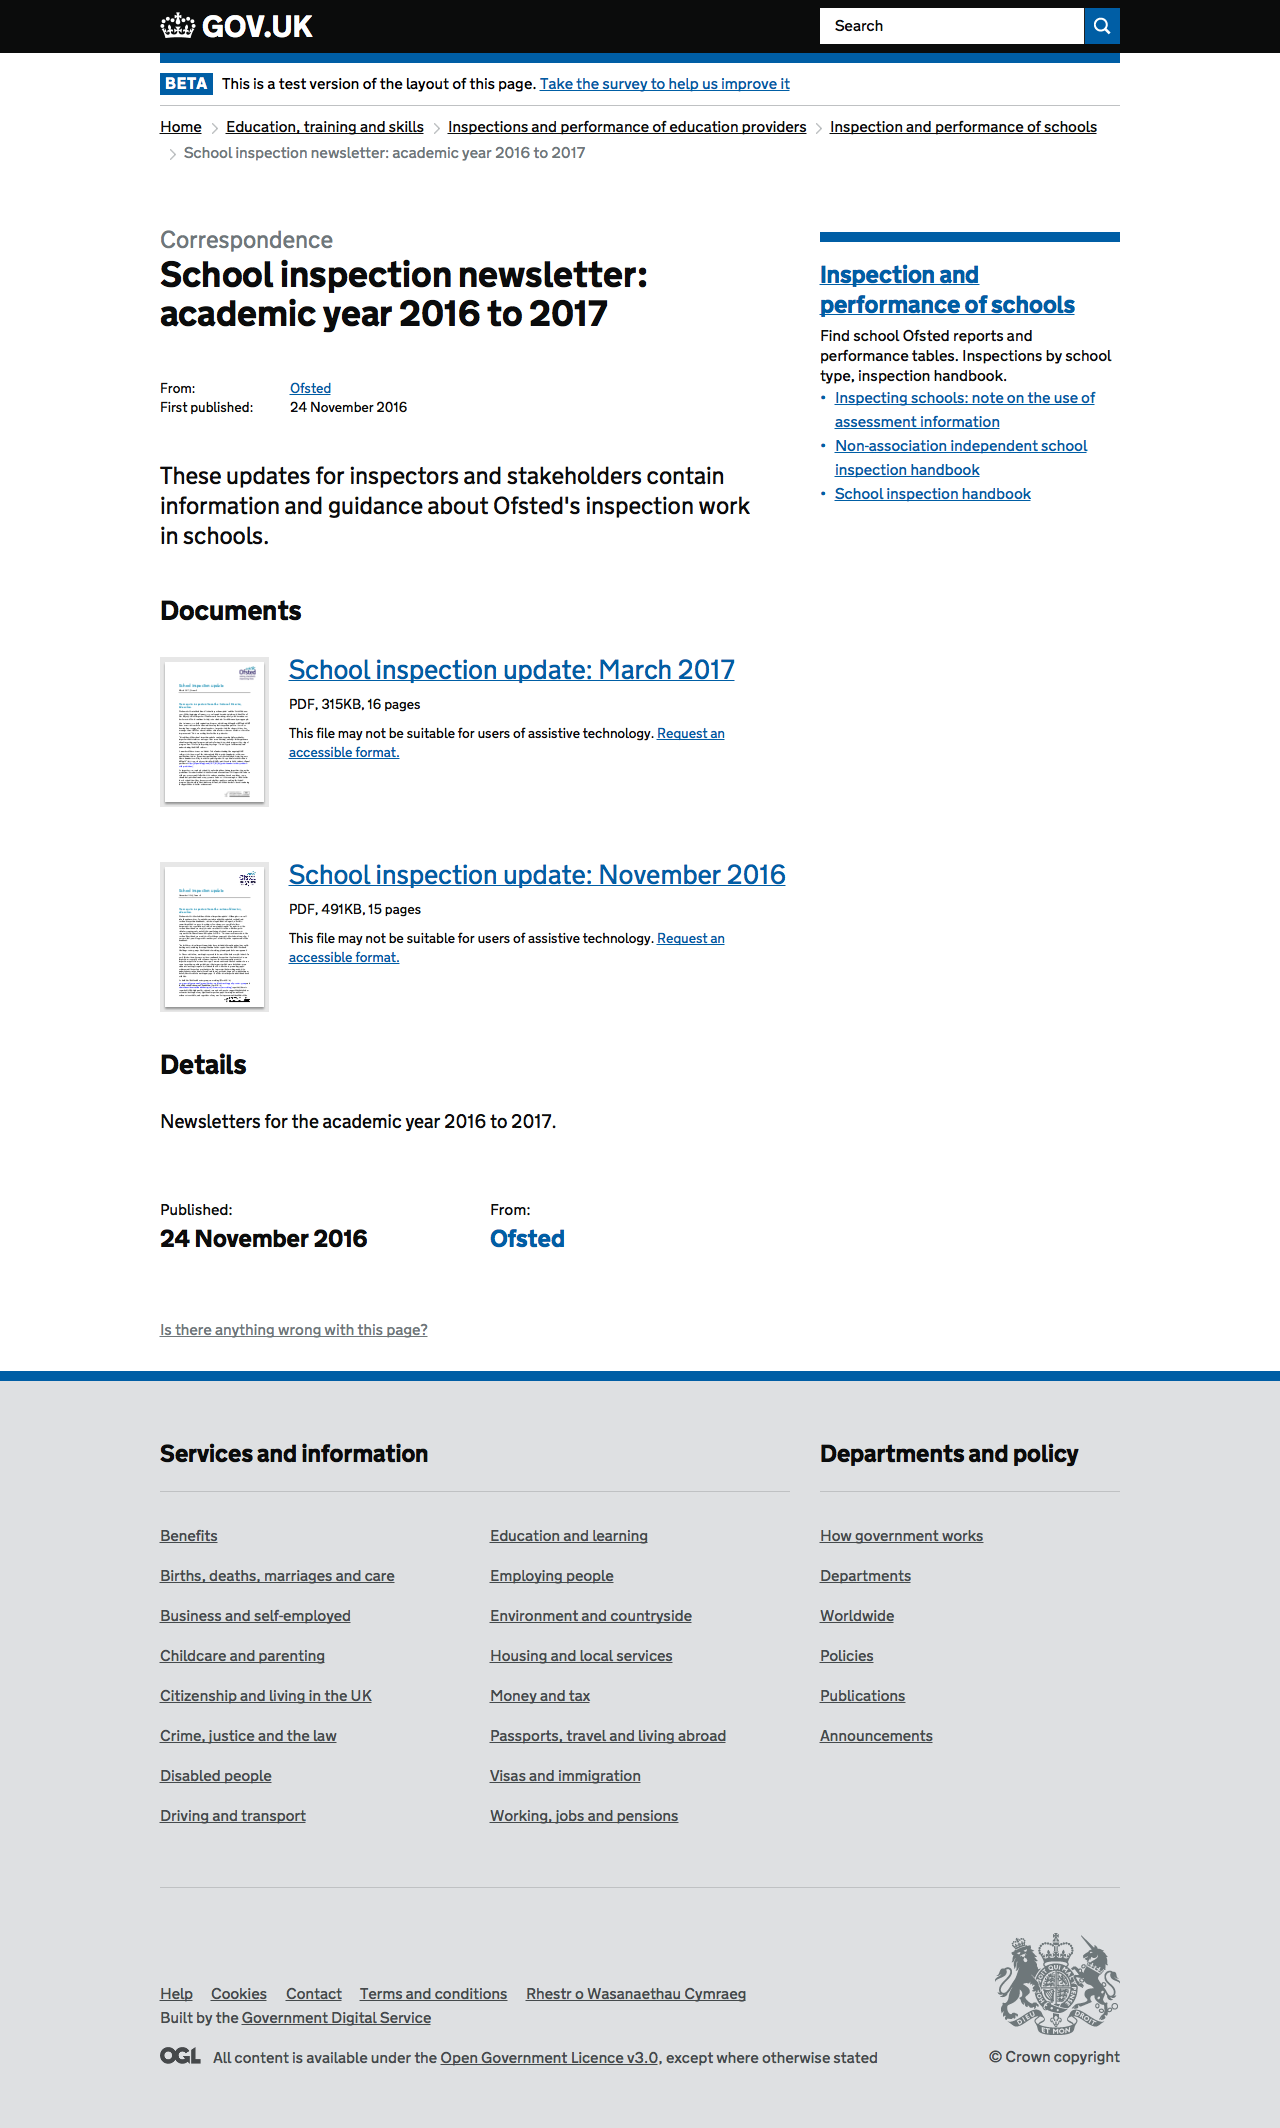 GOV.UK
Search
BETA This is a test version of the layout of this page. Take the survey to help us improve it
Home Education, training and skills Inspections and performance of education providers Inspection and performance of schools
School inspection newsletter: academic year 2016 to 2017
Correspondence
School inspection newsletter:
academic year 2016 to 2017
From: Ofsted
First published: 24 November 2016
These updates for inspectors and stakeholders contain
information and guidance about Ofsted's inspection work
in schools.
Inspection and
performance of schools
Find school Ofsted reports and
performance tables. Inspections by school
type, inspection handbook.
• Inspecting schools: note on the use of
assessment information
• Non-association independent school
inspection handbook
• School inspection handbook
Documents
Ofsted
School inspection update
School inspection update: March 2017
PDF, 315KB, 16 pages
This file may not be suitable for users of assistive technology. Request an
accessible format.
School inspection update
School inspection update: November 2016
PDF, 491KB, 15 pages
This file may not be suitable for users of assistive technology. Request an
accessible format.
Details
Newsletters for the academic year 2016 to 2017.
Published: From:
24 November 2016 Ofsted
Is there anything wrong with this page?
Services and information
Benefits
Births, deaths, marriages and care
Business and self-employed
Childcare and parenting
Citizenship and living in the UK
Crime, justice and the law
Disabled people
Driving and transport
Education and learning
Employing people
Environment and countryside
Housing and local services
Money and tax
Passports, travel and living abroad
Visas and immigration
Working, jobs and pensions
Departments and policy
How government works
Departments
Worldwide
Policies
Publications
Announcements
Help Cookies Contact Terms and conditions Rhestr o Wasanaethau Cymraeg
Built by the Government Digital Service
OGL All content is available under the Open Government Licence v3.0, except where otherwise stated
DIEU ET MON DROIT
© Crown copyright